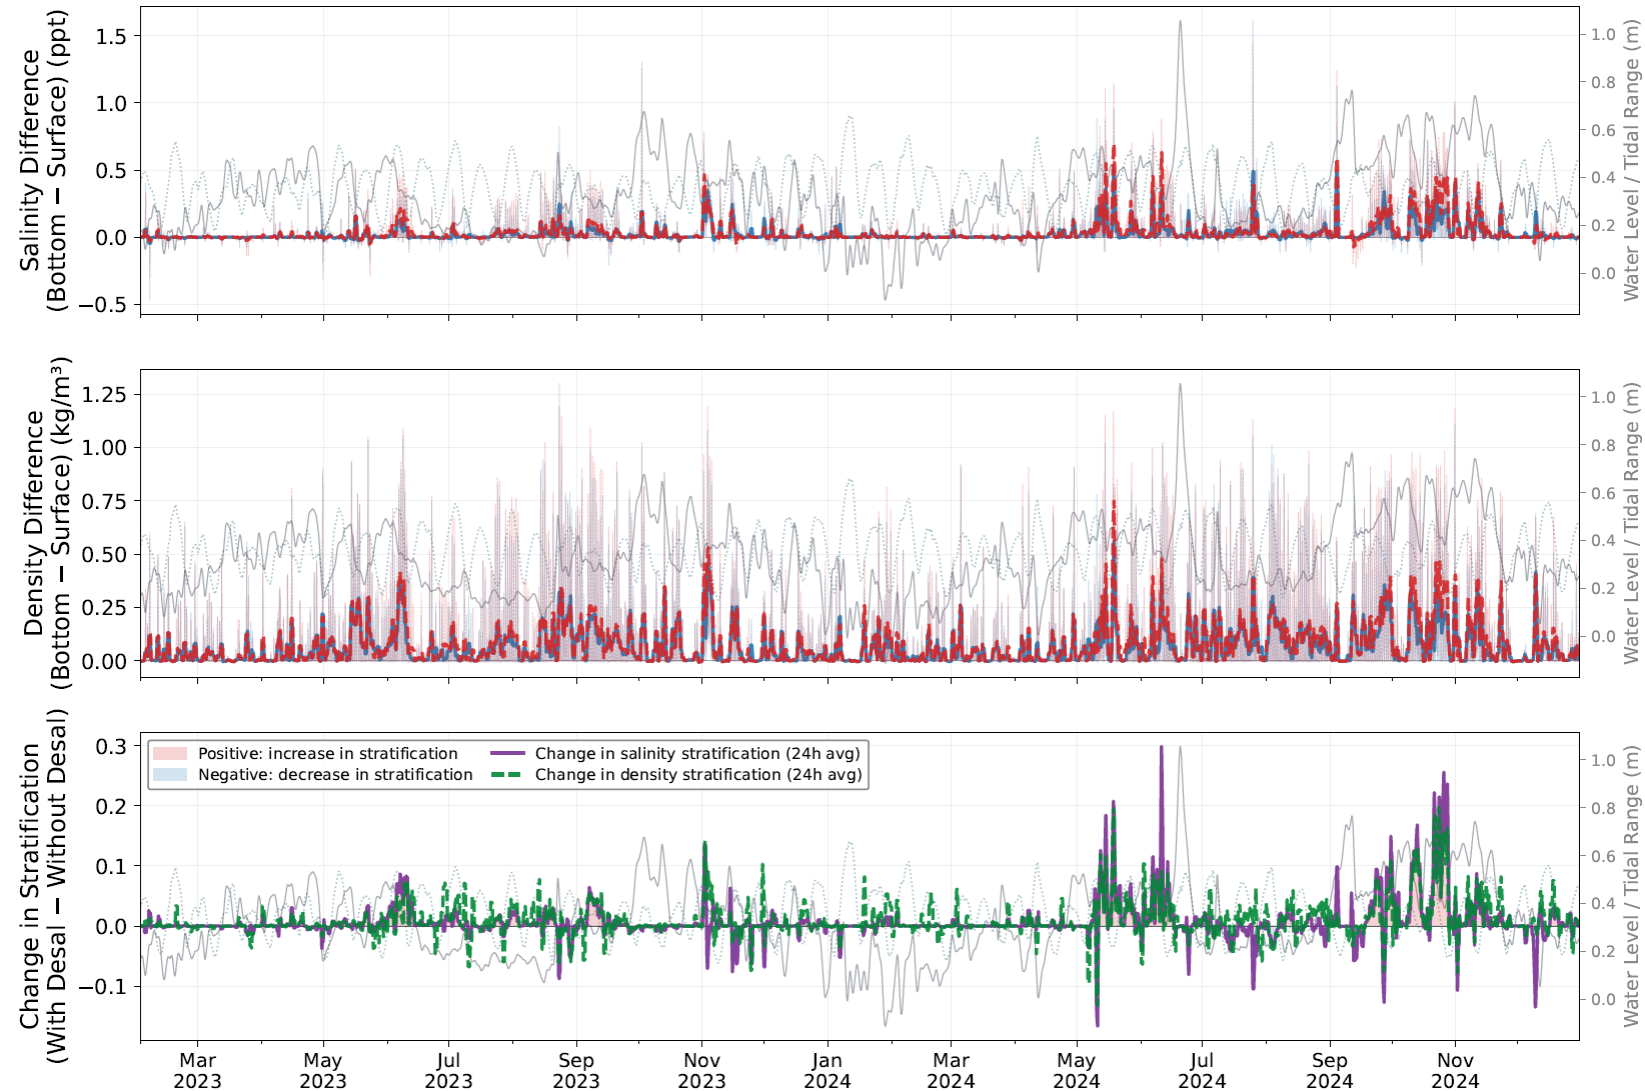 Salinity Difference
(Bottom − Surface) (ppt)
1.5
1.0
0.5
0.0
−0.5
1.0
0.8
0.6
0.4
0.2
0.0
Water Level / Tidal Range (m)
Density Difference
(Bottom − Surface) (kg/m³)
1.25
1.00
0.75
0.50
0.25
0.00
1.0
0.8
0.6
0.4
0.2
0.0
Water Level / Tidal Range (m)
Change in Stratification
(With Desal − Without Desal)
0.3
0.2
0.1
0.0
−0.1
Positive: increase in stratification
Negative: decrease in stratification
Change in salinity stratification (24h avg)
Change in density stratification (24h avg)
1.0
0.8
0.6
0.4
0.2
0.0
Water Level / Tidal Range (m)
Mar
2023
May
2023
Jul
2023
Sep
2023
Nov
2023
Jan
2024
Mar
2024
May
2024
Jul
2024
Sep
2024
Nov
2024